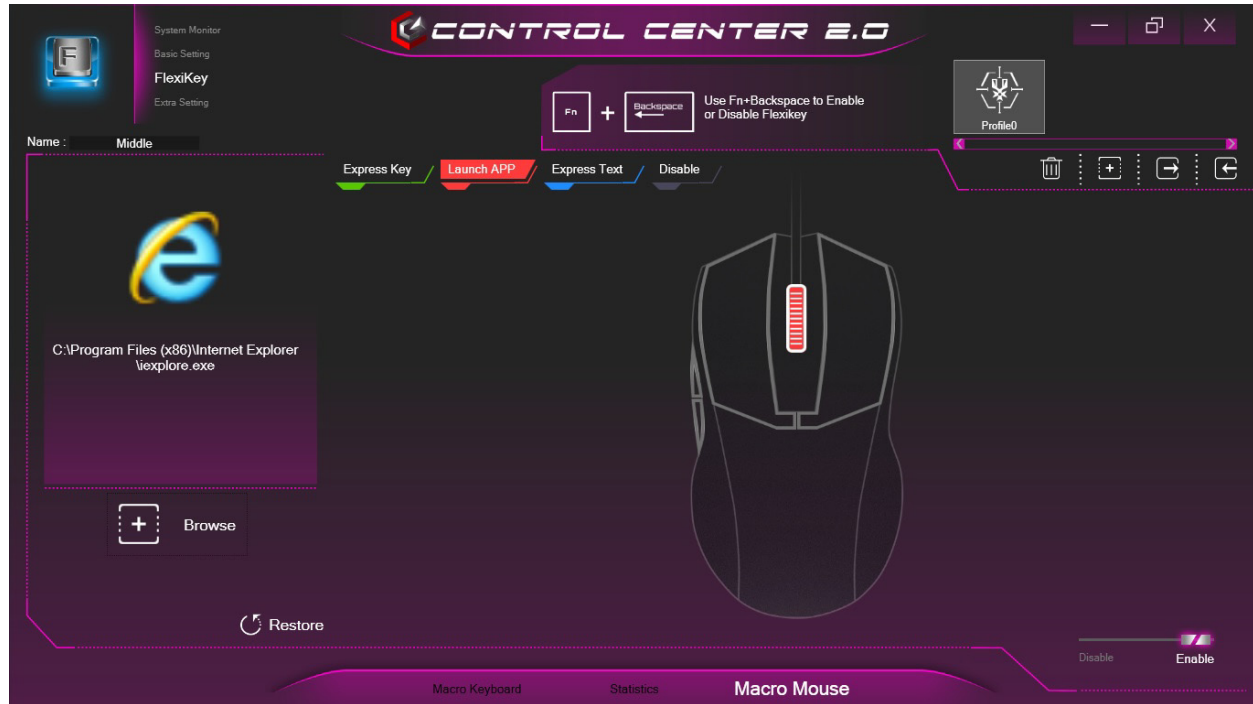 System Monitor
Basic Setting
FlexiKey
Extra Setting
CONTROL CENTER 2.0
Fn
+
Backspace
Use Fn+Backspace to Enable
or Disable Flexikey
Profile0
Name :
Middle
Express Key
Launch APP
Express Text
Disable
C:\Program Files (x86)\Internet Explorer
\iexplore.exe
Browse
Restore
Disable
Enable
Macro Keyboard
Statistics
Macro Mouse